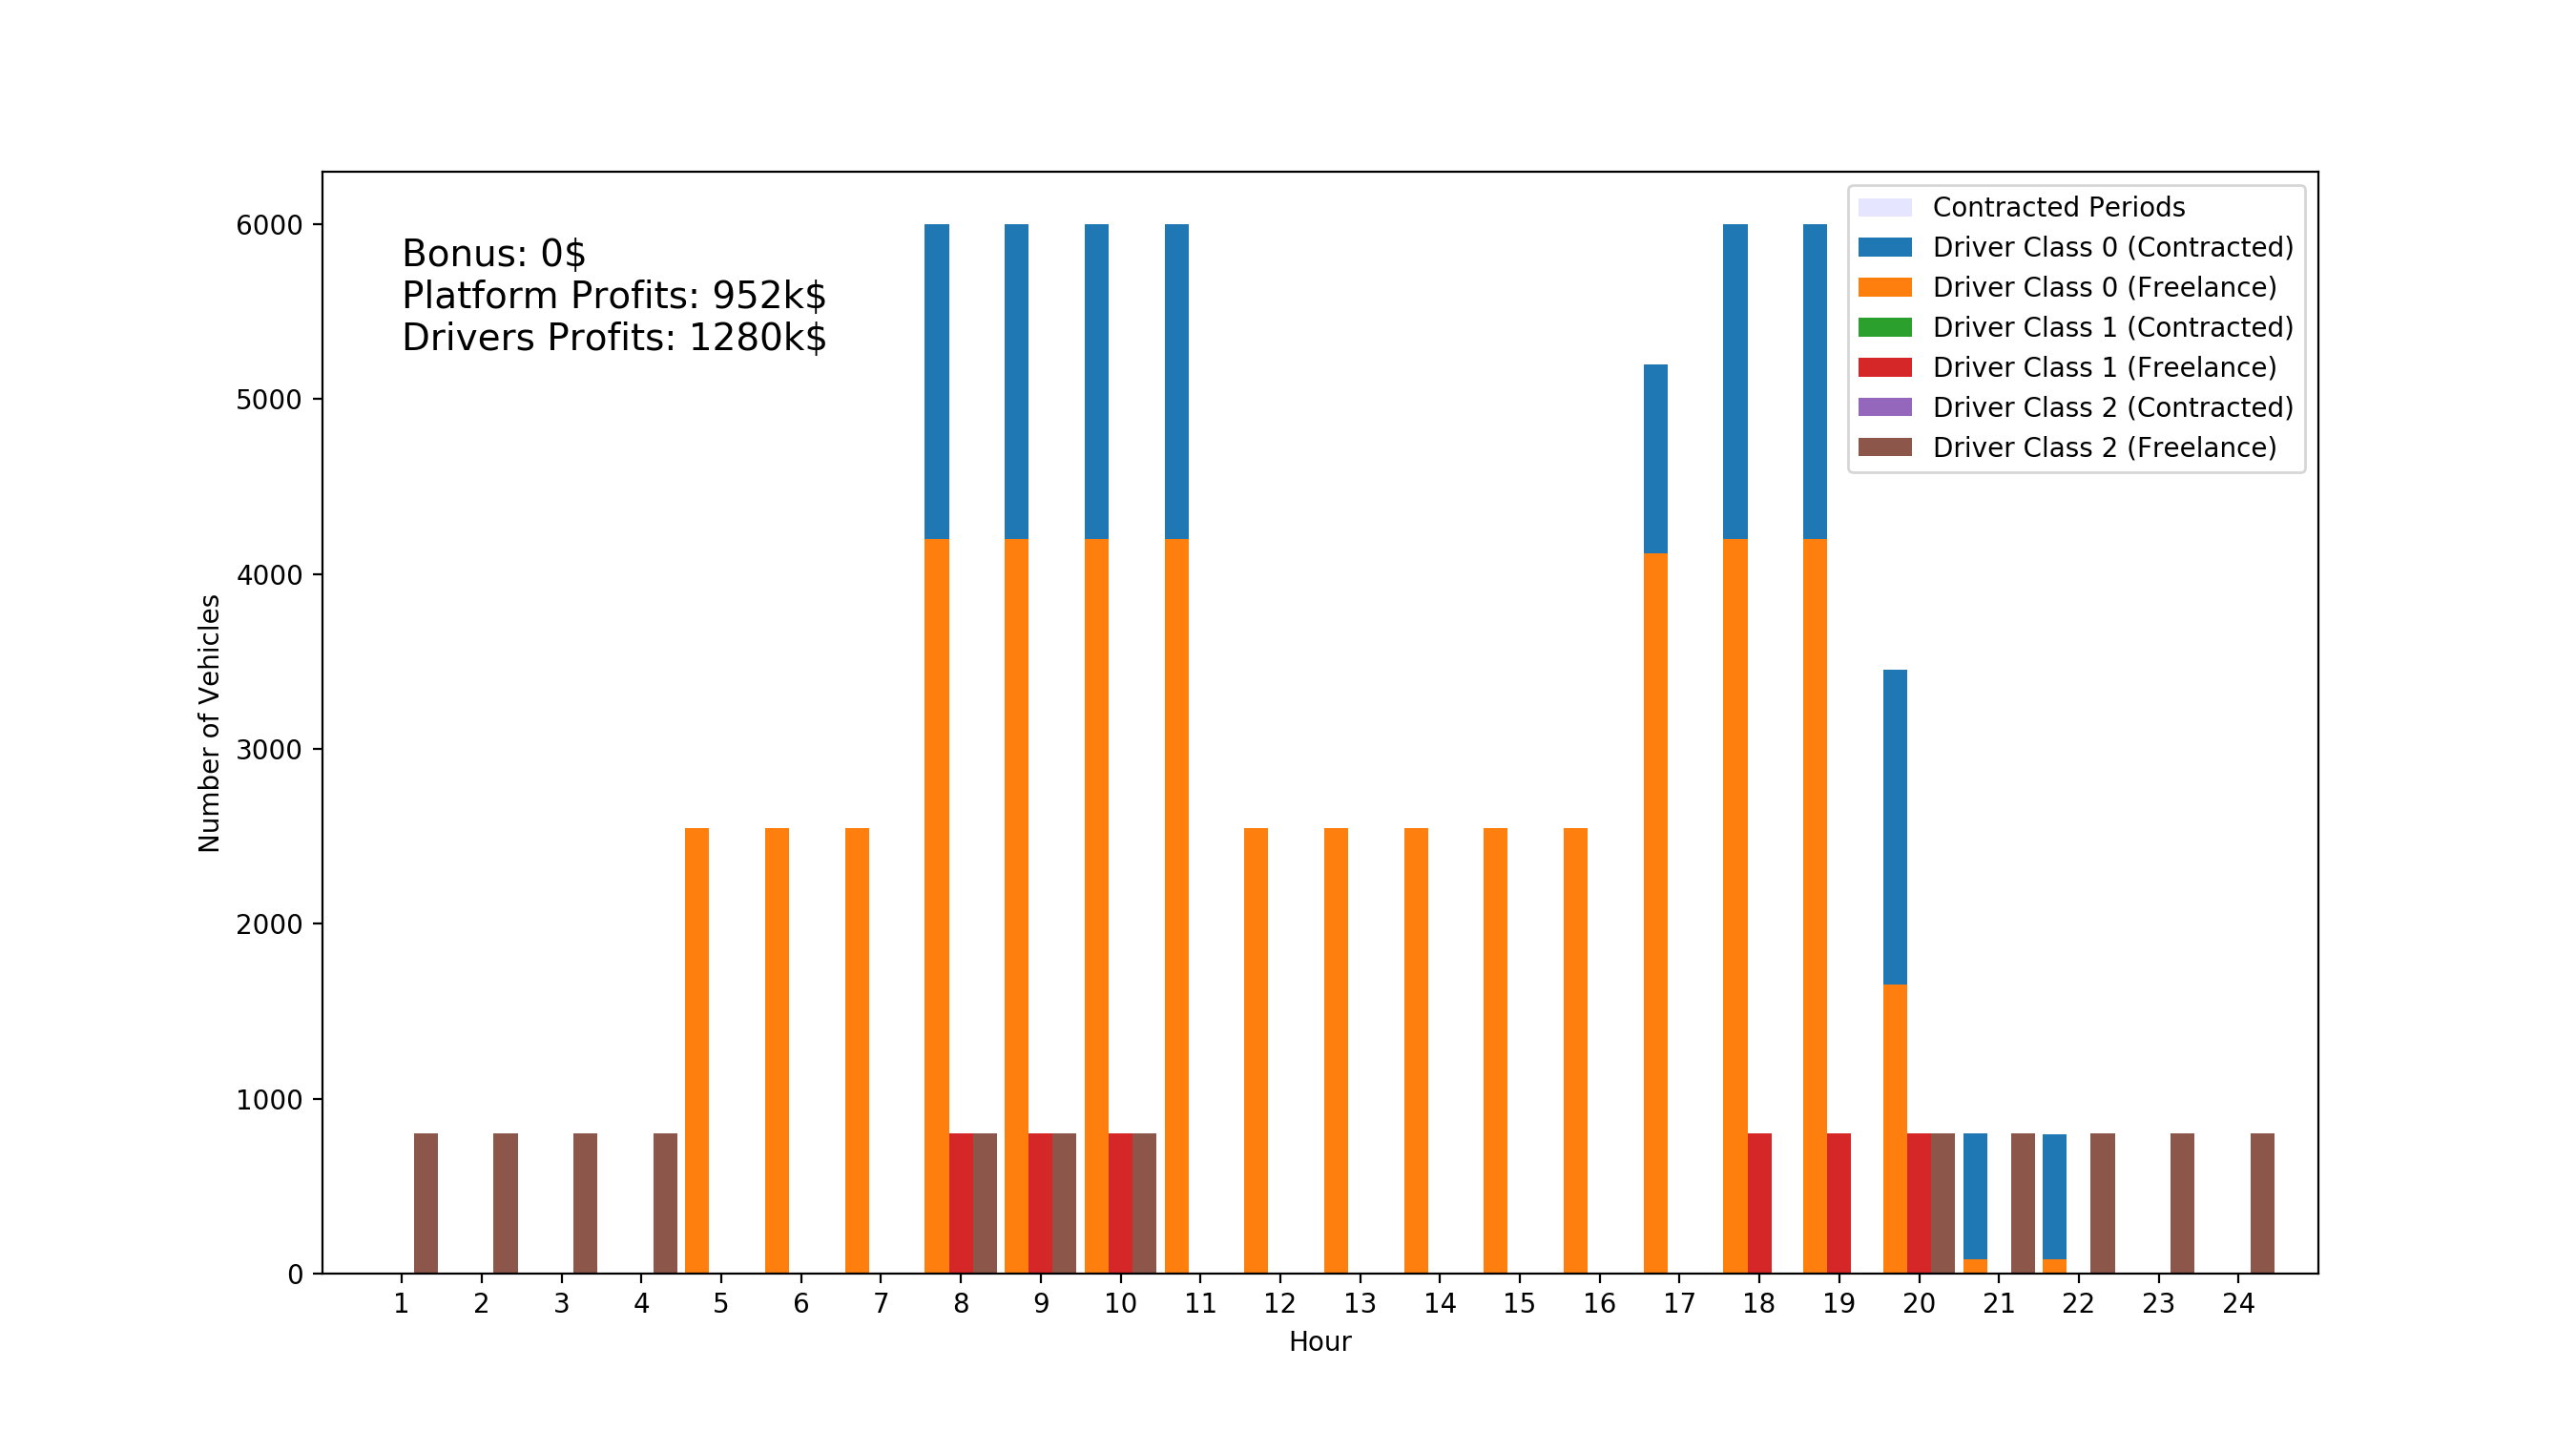 Bonus: 0$
Platform Profits: 952k$
Drivers Profits: 1280k$
Contracted Periods
Driver Class 0 (Contracted)
Driver Class 0 (Freelance)
Driver Class 1 (Contracted)
Driver Class 1 (Freelance)
Driver Class 2 (Contracted)
Driver Class 2 (Freelance)
Number of Vehicles
6000
5000
4000
3000
2000
1000
0
1 2 3 4 5 6 7 8 9 10 11 12 13 14 15 16 17 18 19 20 21 22 23 24
Hour